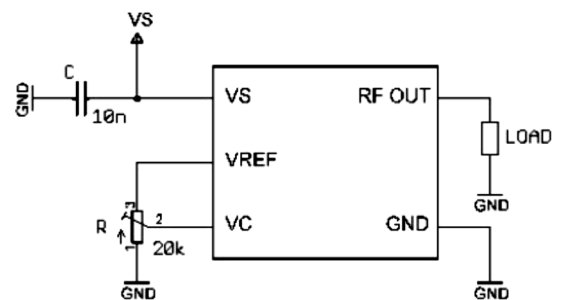 VS
C
GND
10n
VS
RF OUT
LOAD
GND
VREF
3
R
2
VC
GND
1
20k
GND
GND